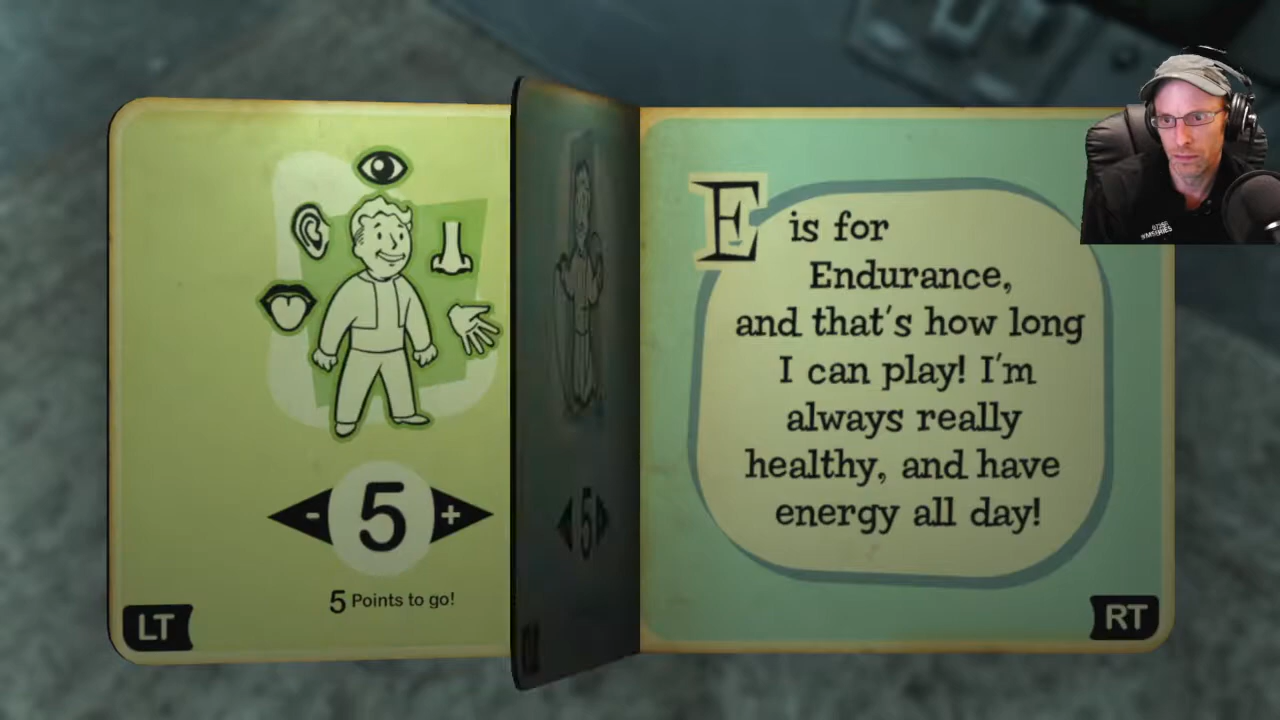 5
5 Points to go!
LT
5
E is for
Endurance,
and that's how long
I can play! I'm
always really
healthy, and have
energy all day!
RT